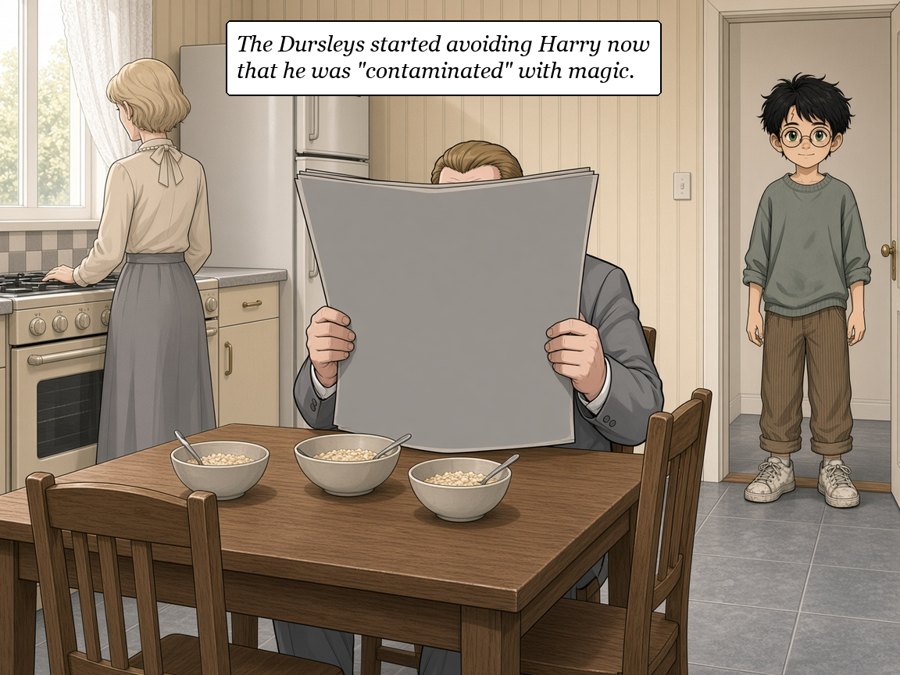 The Dursleys started avoiding Harry now
that he was "contaminated" with magic.